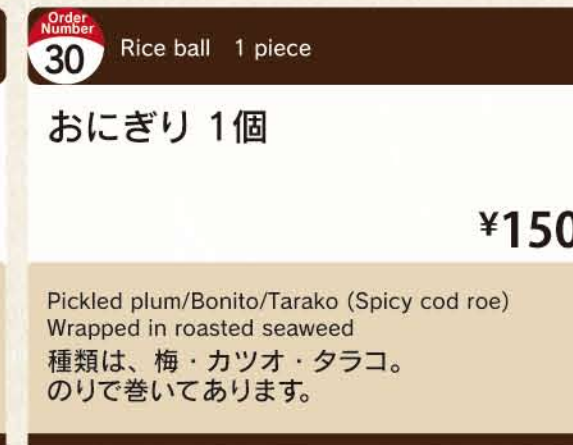 Order
Number
30
Rice ball 1 piece
おにぎり 1個
¥150
Pickled plum/Bonito/Tarako (Spicy cod roe)
Wrapped in roasted seaweed
種類は、梅・カツオ・タラコ。
のりで巻いてあります。